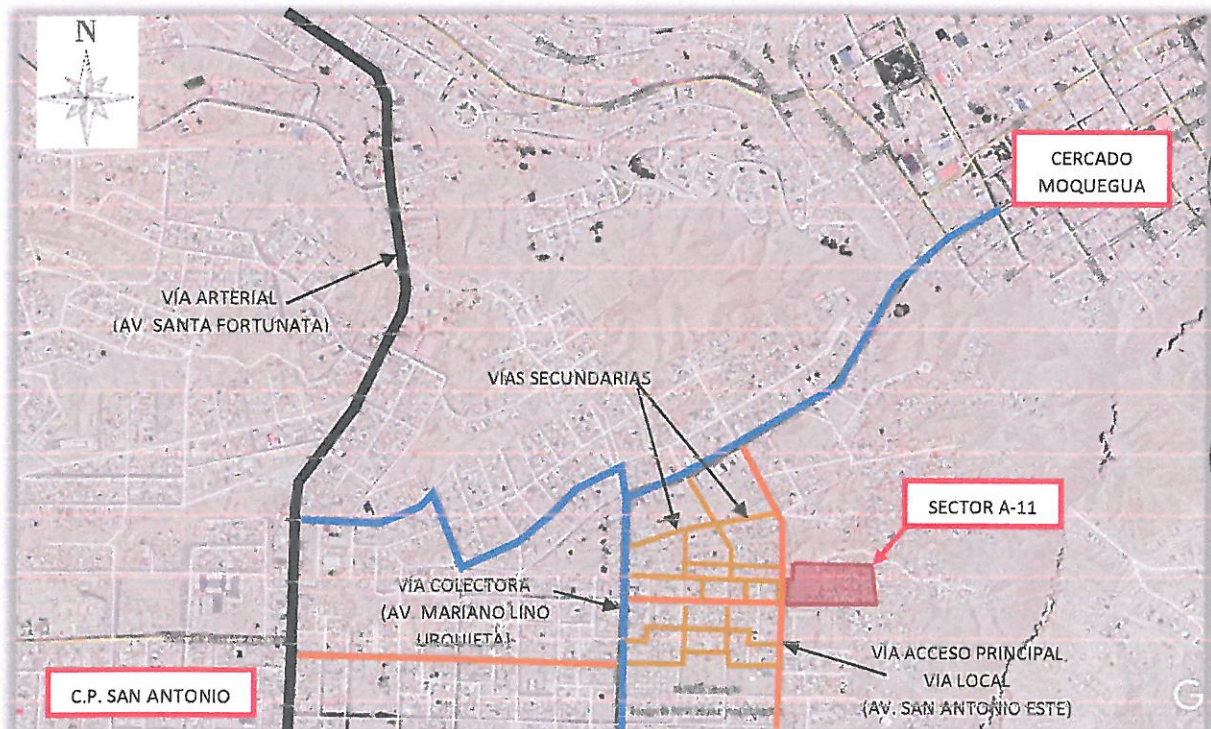 N
CERCADO
MOQUEGUA
VÍA ARTERIAL
(AV. SANTA FORTUNATA)
VÍAS SECUNDARIAS
SECTOR A-11
VÍA COLECTORA
(AV. MARIANO LINO
URQUIETA)
VÍA ACCESO PRINCIPAL
VIA LOCAL
(AV. SAN ANTONIO ESTE)
C.P. SAN ANTONIO
G